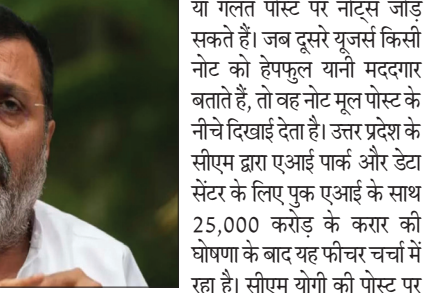 या गलत पोस्ट पर नोट्स जोड़
सकते हैं। जब दूसरे यूजर्स किसी
नोट को हेपफुल यानी मददगार
बताते हैं, तो वह नोट मूल पोस्ट के
नीचे दिखाई देता है। उत्तर प्रदेश के
सीएम द्वारा एआई पार्क और डेटा
सेंटर के लिए पुक एआई के साथ
25,000 करोड़ के करार की
घोषणा के बाद यह फीचर चर्चा में
रहा है। सीएम योगी की पोस्ट पर